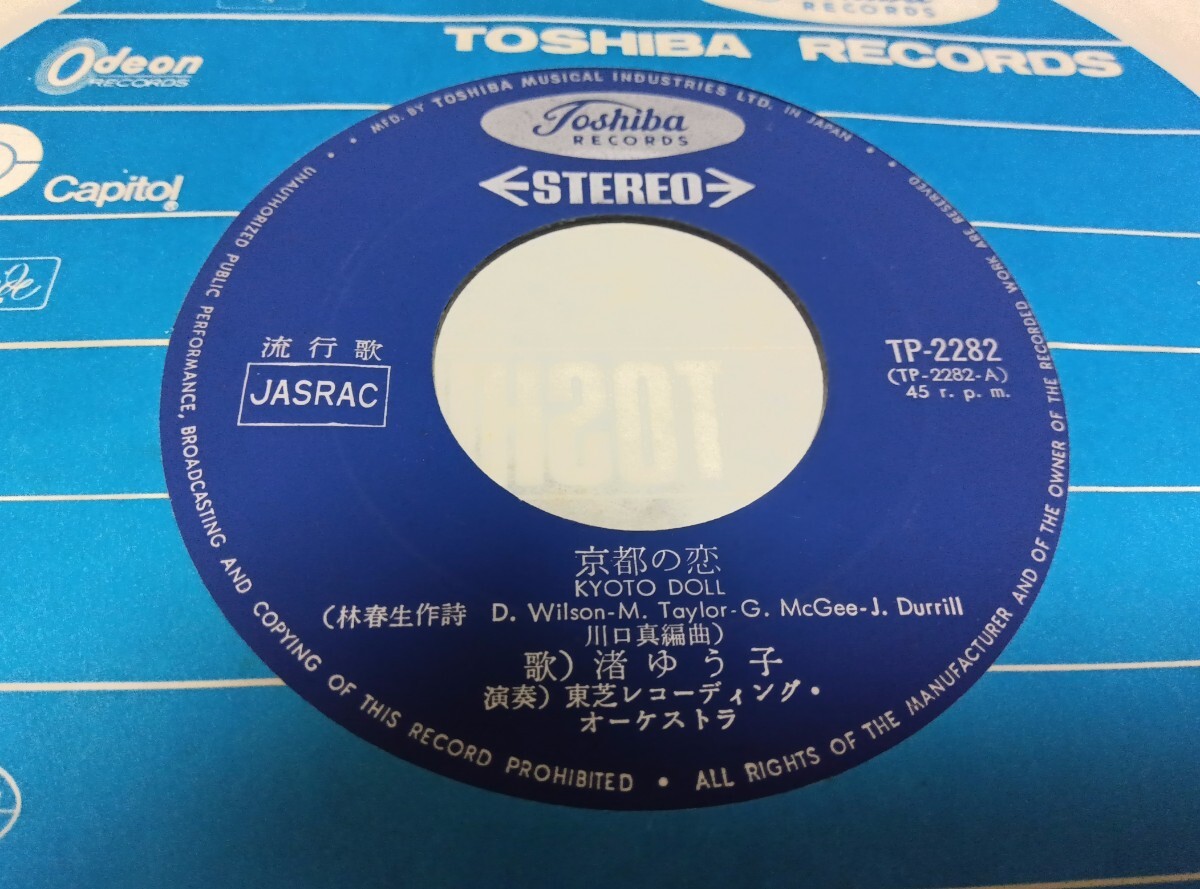 RECORDS
TOSHIBA RECORDS
Odeon
RECORDS
Capitol
MFD. BY TOSHIBA MUSICAL INDUSTRIES LTD. IN JAPAN
Toshiba
RECORDS
STEREO
流行歌
JASRAC
TP-2282
(TP-2282-A)
45 r. p. m.
京都の恋
KYOTO DOLL
(林春生作詩 D. Wilson-M. Taylor-G. McGee-J. Durrill
川口真編曲)
歌) 渚ゆう子
演奏) 東芝レコーディング・
オーケストラ
UNAUTHORIZED PUBLIC PERFORMANCE, BROADCASTING AND COPYING OF THIS RECORD PROHIBITED • ALL RIGHTS OF THE MANUFACTURER AND OF THE OWNER OF THE RECORDED WORK ARE RESERVED